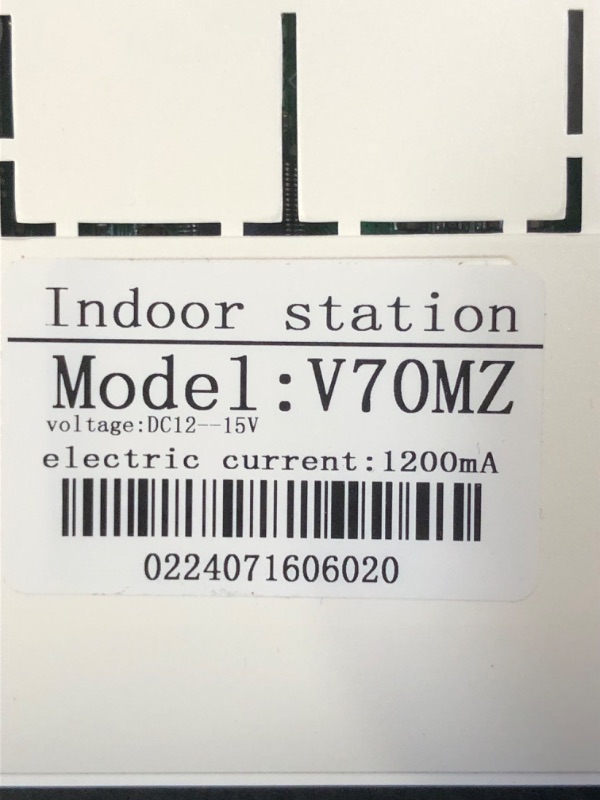 Indoor station
Model:V70MZ
voltage:DC12--15V
electric current:1200mA
0224071606020